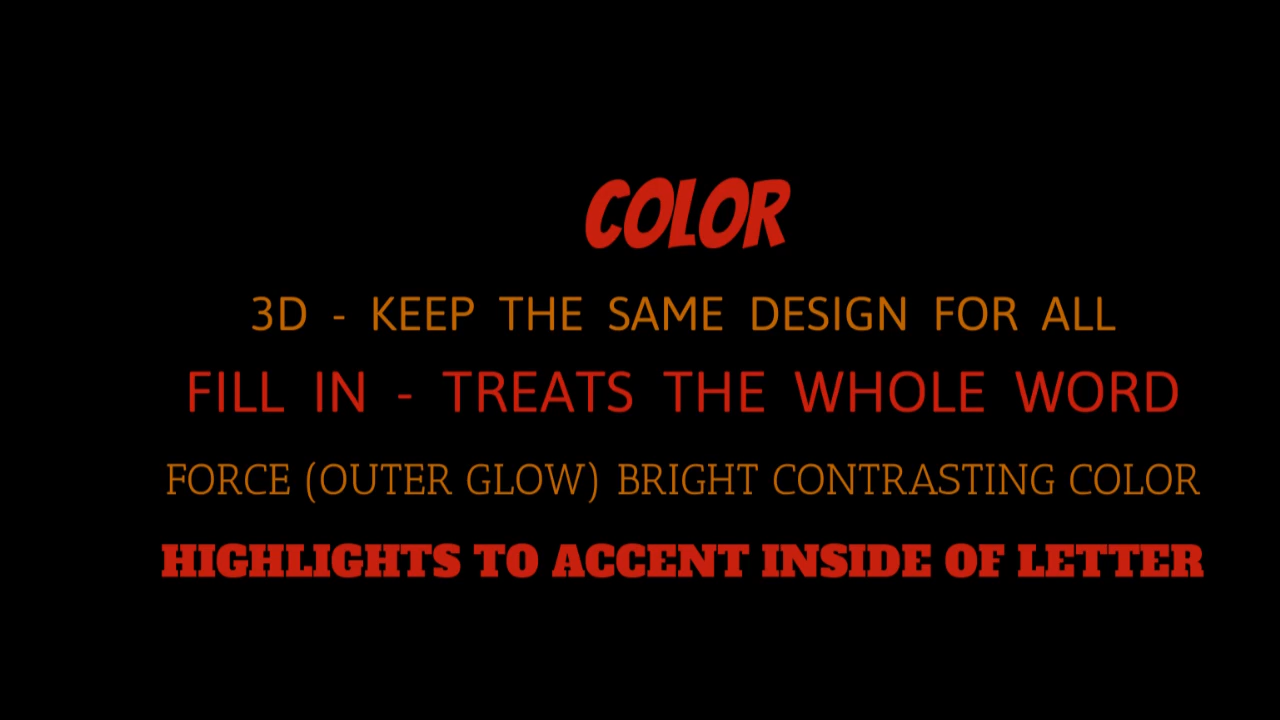 COLOR
3D - KEEP THE SAME DESIGN FOR ALL
FILL IN - TREATS THE WHOLE WORD
FORCE (OUTER GLOW) BRIGHT CONTRASTING COLOR
HIGHLIGHTS TO ACCENT INSIDE OF LETTER